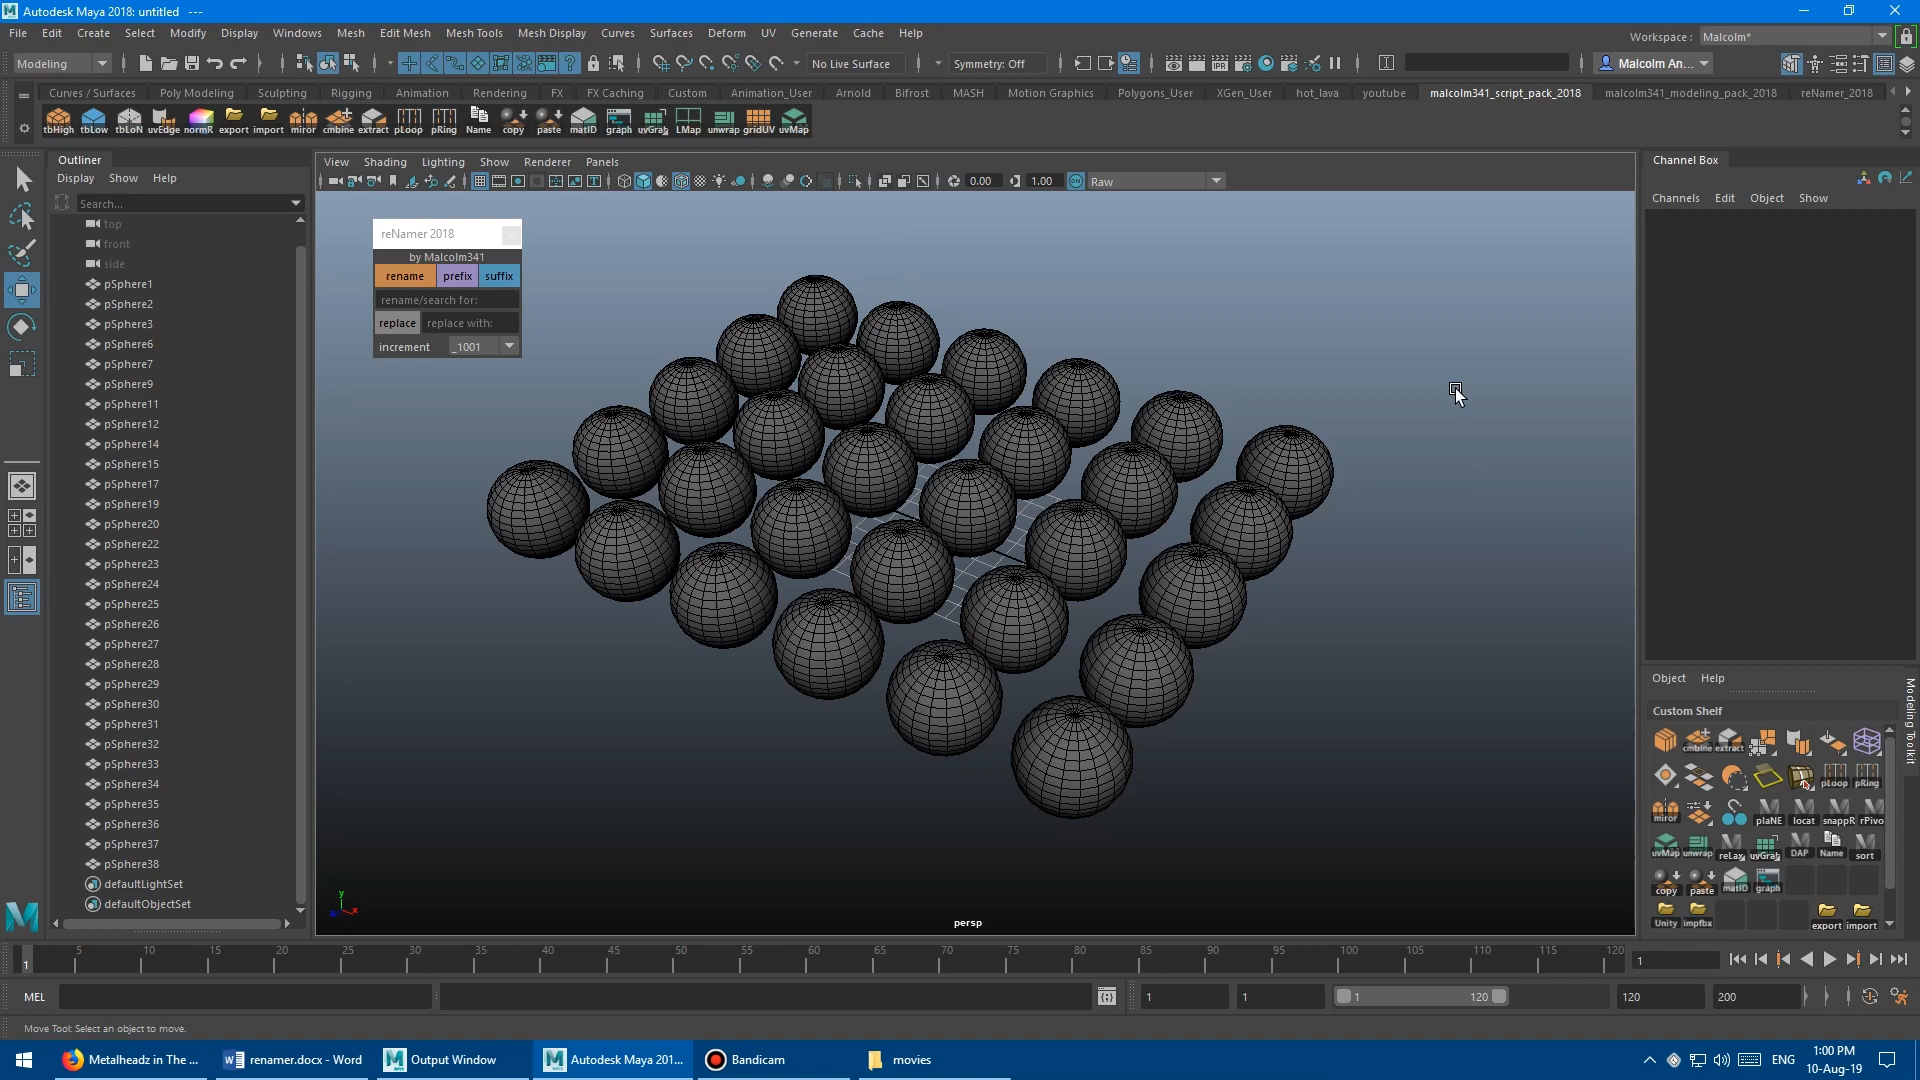 Autodesk Maya 2018: untitled   ---
File Edit Create Select Modify Display Windows Mesh Edit Mesh Mesh Tools Mesh Display Curves Surfaces Deform UV Generate Cache Help
Workspace : Malcolm*
Modeling No Live Surface Symmetry: Off Malcolm An...
Curves / Surfaces Poly Modeling Sculpting Rigging Animation Rendering FX FX Caching Custom Animation_User Arnold Bifrost MASH Motion Graphics Polygons_User XGen_User hot_lava youtube malcolm341_script_pack_2018 malcolm341_modeling_pack_2018 reNamer_2018
tbHigh tbLow tbLoN uvEdge normR export import miror cmbine extract pLoop pRing Name copy paste matID graph uvGrab LMap unwrap gridUV uvMap
Outliner
Display Show Help
Search...
top
front
side
pSphere1
pSphere2
pSphere3
pSphere6
pSphere7
pSphere9
pSphere11
pSphere12
pSphere14
pSphere15
pSphere17
pSphere19
pSphere20
pSphere22
pSphere23
pSphere24
pSphere25
pSphere26
pSphere27
pSphere28
pSphere29
pSphere30
pSphere31
pSphere32
pSphere33
pSphere34
pSphere35
pSphere36
pSphere37
pSphere38
defaultLightSet
defaultObjectSet
View Shading Lighting Show Renderer Panels
0.00 1.00 Raw
reNamer 2018
by Malcolm341
rename prefix suffix
rename/search for:
replace replace with:
increment _1001
y
x
z
persp
Channel Box
Channels Edit Object Show
Object Help
Custom Shelf
Modeling Toolkit
cmbine extract
pLoop pRing
miror plaNE locat snappR rPivo
uvMap unwrap reLax uvGrab DAP Name sort
copy paste matID graph
Unity impfbx export import
1 5 10 15 20 25 30 35 40 45 50 55 60 65 70 75 80 85 90 95 100 105 110 115 120 1
MEL 1 1 1 120 120 200
Move Tool: Select an object to move.
Metalheadz in The ... renamer.docx - Word Output Window Autodesk Maya 201... Bandicam movies ENG
1:00 PM
10-Aug-19